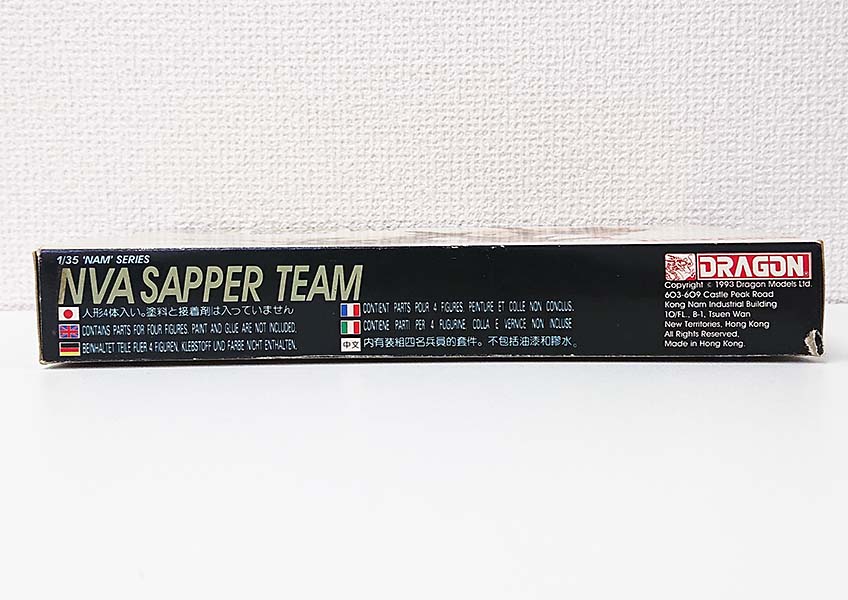 1/35 'NAM' SERIES
NVA SAPPER TEAM
人形4体入い。塗料と接着剤は入っていません
CONTAINS PARTS FOR FOUR FIGURES. PAINT AND GLUE ARE NOT INCLUDED.
BEINHALTET TEILE FUER 4 FIGUREN. KLEBSTOFF UND FARBE NICHT ENTHALTEN.
CONTIENT PARTS POUR 4 FIGURES. PEINTURE ET COLLE NON CONCLUS.
CONTIENE PARTI PER 4 FUGURINE. COLLA E VERNICE NON INCLUSE
中文 内有装組四名兵員的套件。不包括油漆和膠水。
DRAGON
Copyright © 1993 Dragon Models Ltd.
603-609 Castle Peak Road
Kong Nam Industrial Building
10/FL., B-1, Tsuen Wan
New Territories, Hong Kong
All Rights Reserved.
Made in Hong Kong.